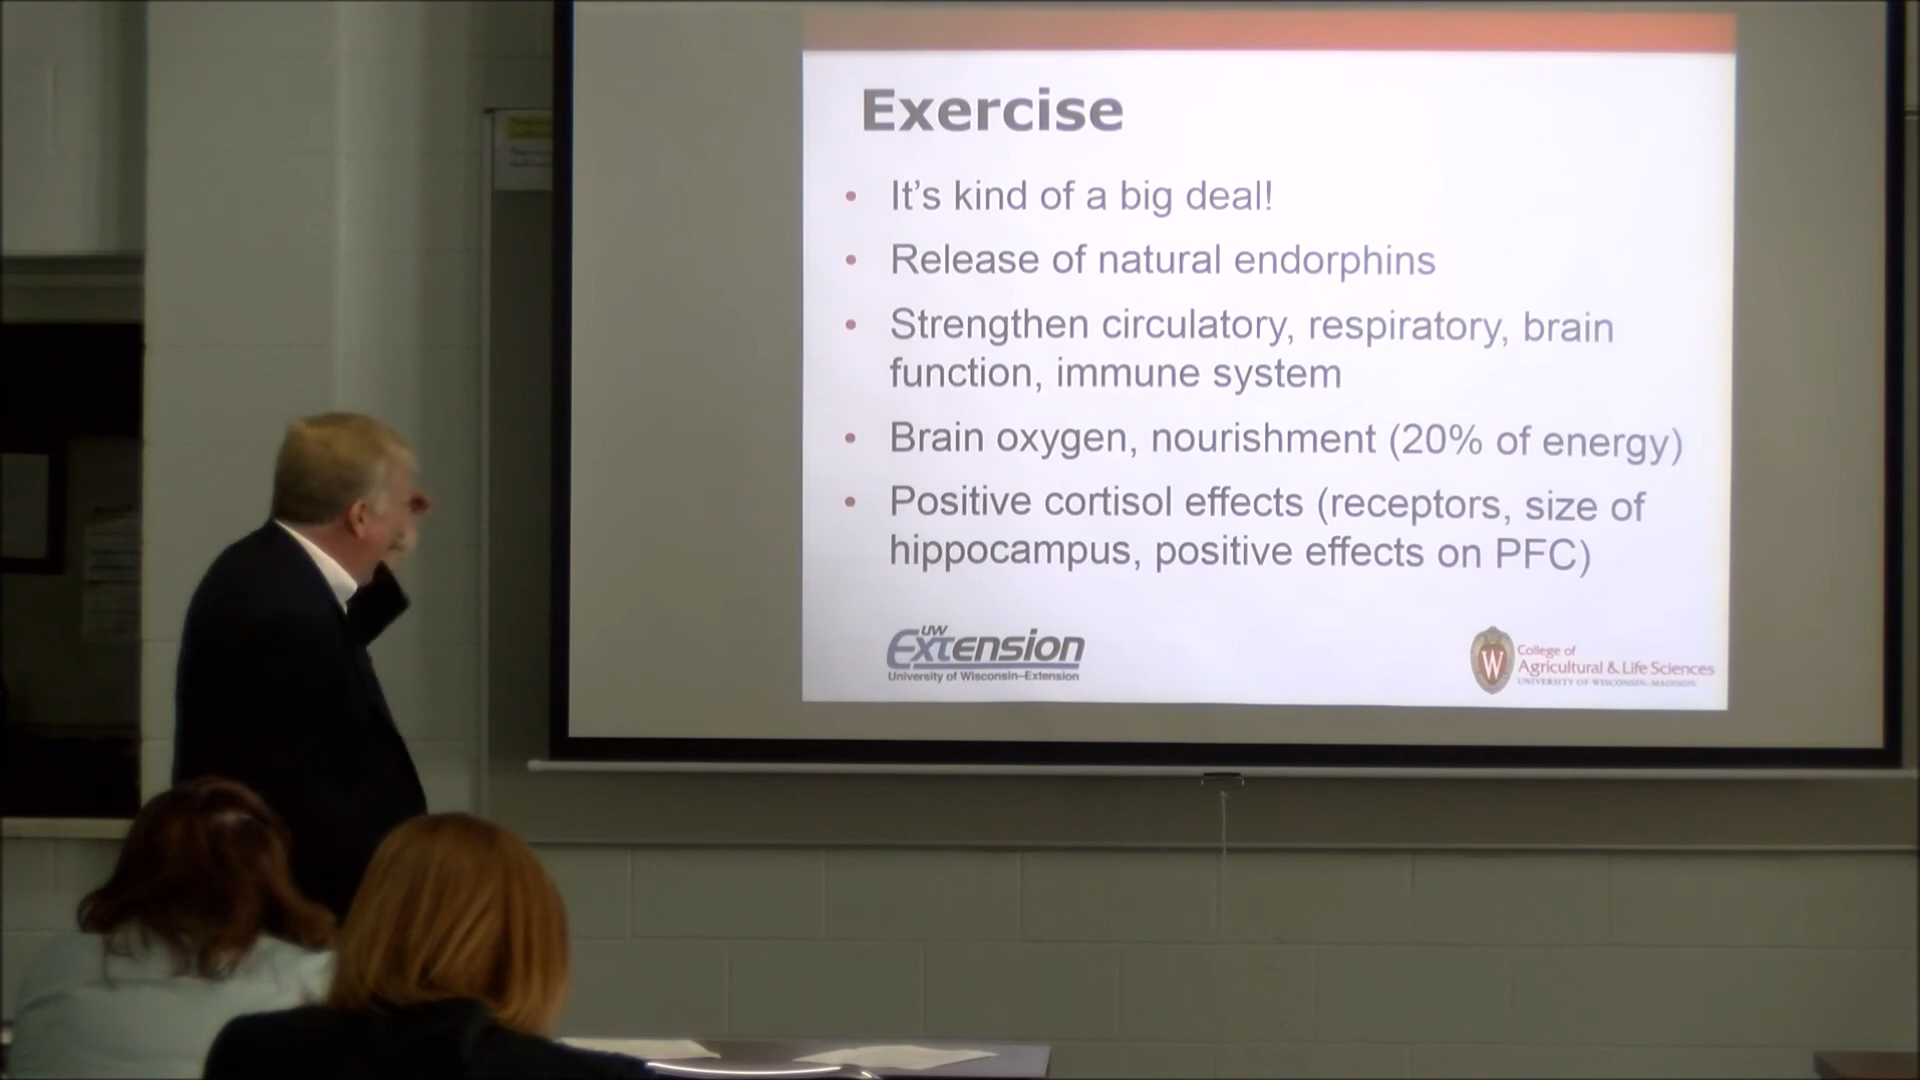 Exercise
• It's kind of a big deal!
• Release of natural endorphins
• Strengthen circulatory, respiratory, brain
function, immune system
• Brain oxygen, nourishment (20% of energy)
• Positive cortisol effects (receptors, size of
hippocampus, positive effects on PFC)
UW
Extension
University of Wisconsin–Extension
W
College of
Agricultural & Life Sciences
UNIVERSITY OF WISCONSIN–MADISON